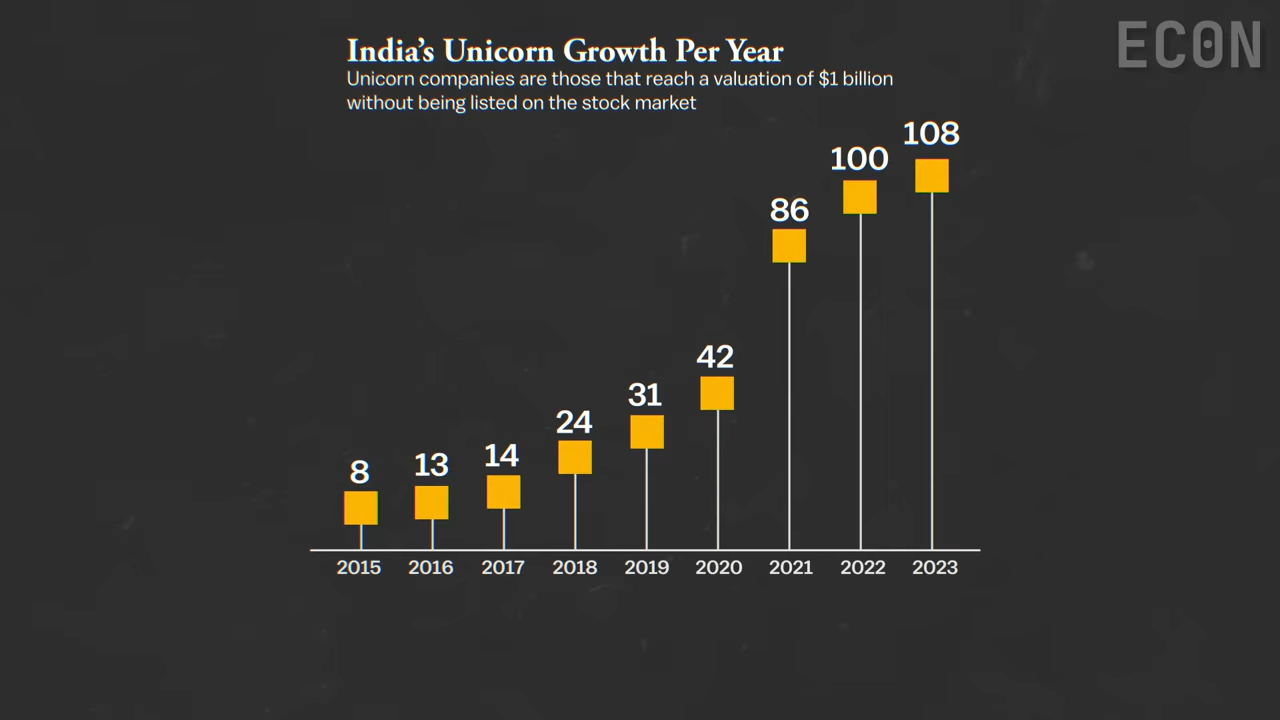 ECON
India's Unicorn Growth Per Year
Unicorn companies are those that reach a valuation of $1 billion
without being listed on the stock market
8
13
14
24
31
42
86
100
108
2015 2016 2017 2018 2019 2020 2021 2022 2023